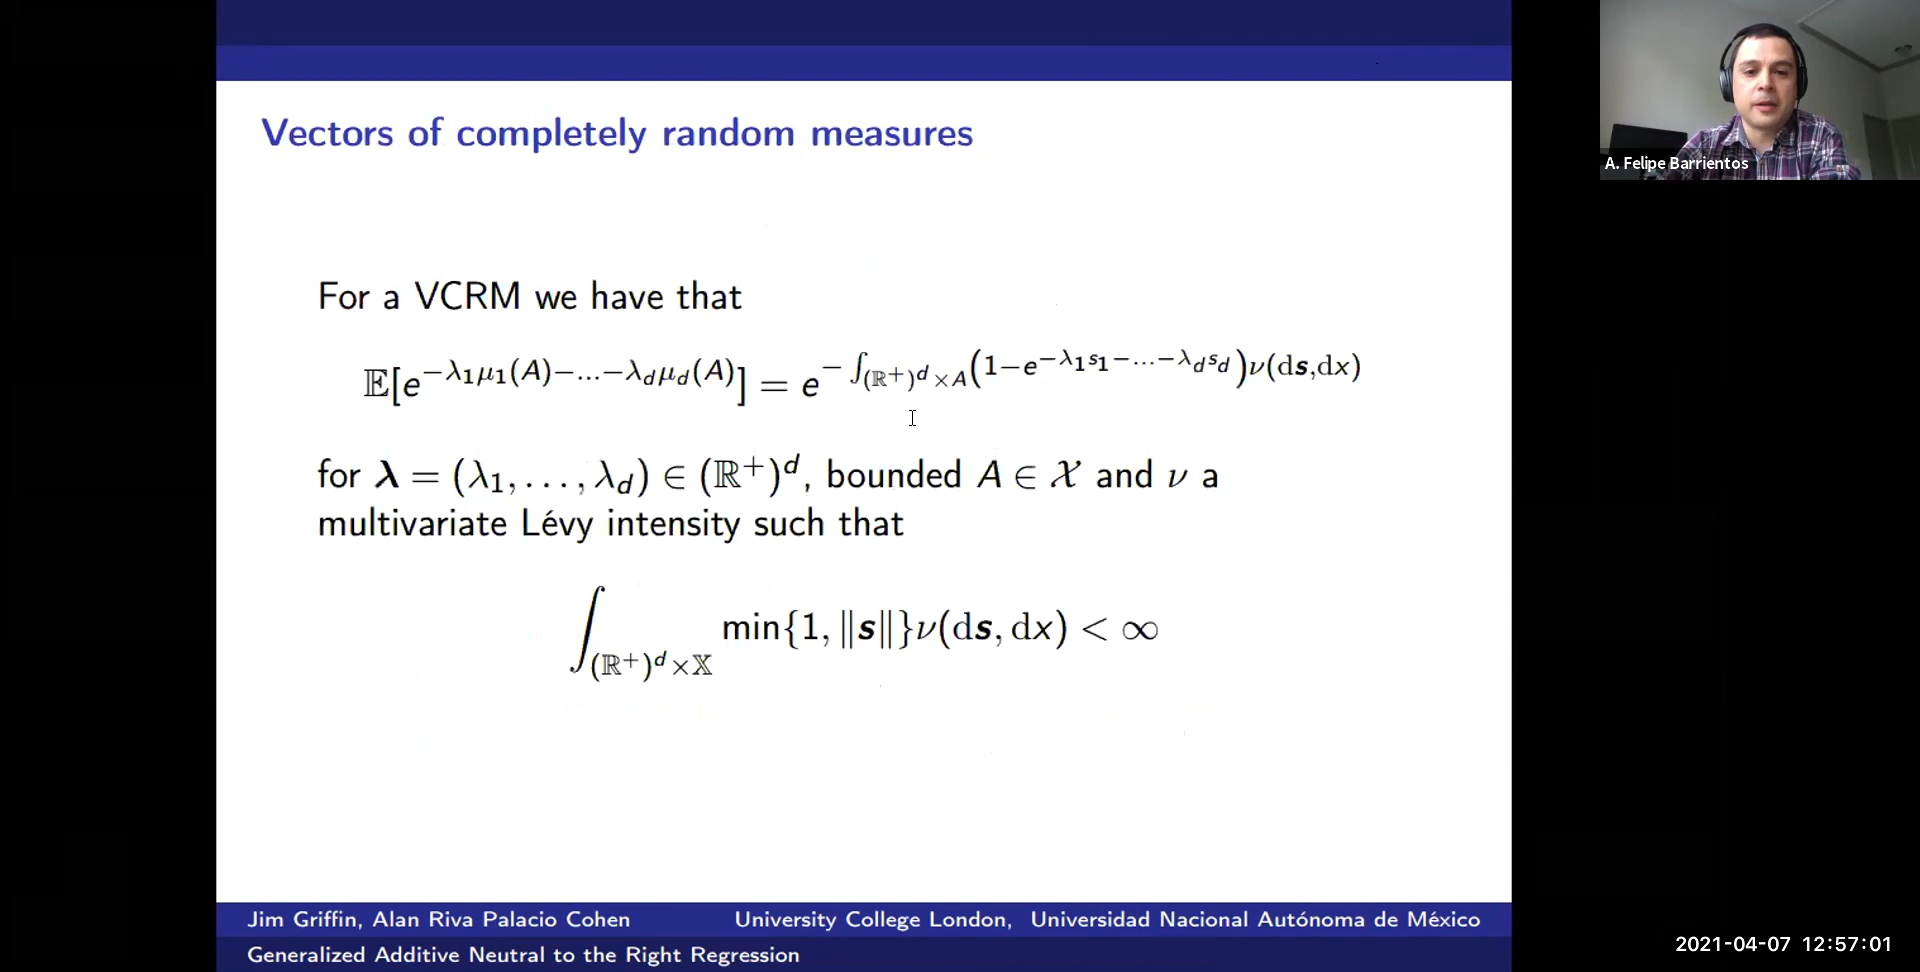 Vectors of completely random measures
A. Felipe Barrientos
For a VCRM we have that
𝔼[e^{−λ₁μ₁(A)−…−λ_dμ_d(A)}] = e^{−∫_{(ℝ⁺)^d×A}(1−e^{−λ₁s₁−…−λ_ds_d})ν(ds,dx)}
for λ = (λ₁, . . . , λ_d) ∈ (ℝ⁺)^d, bounded A ∈ 𝒳 and ν a
multivariate Lévy intensity such that
∫_{(ℝ⁺)^d×𝕏} min{1, ‖s‖}ν(ds, dx) < ∞
Jim Griffin, Alan Riva Palacio Cohen University College London, Universidad Nacional Autónoma de México
Generalized Additive Neutral to the Right Regression
2021-04-07 12:57:01